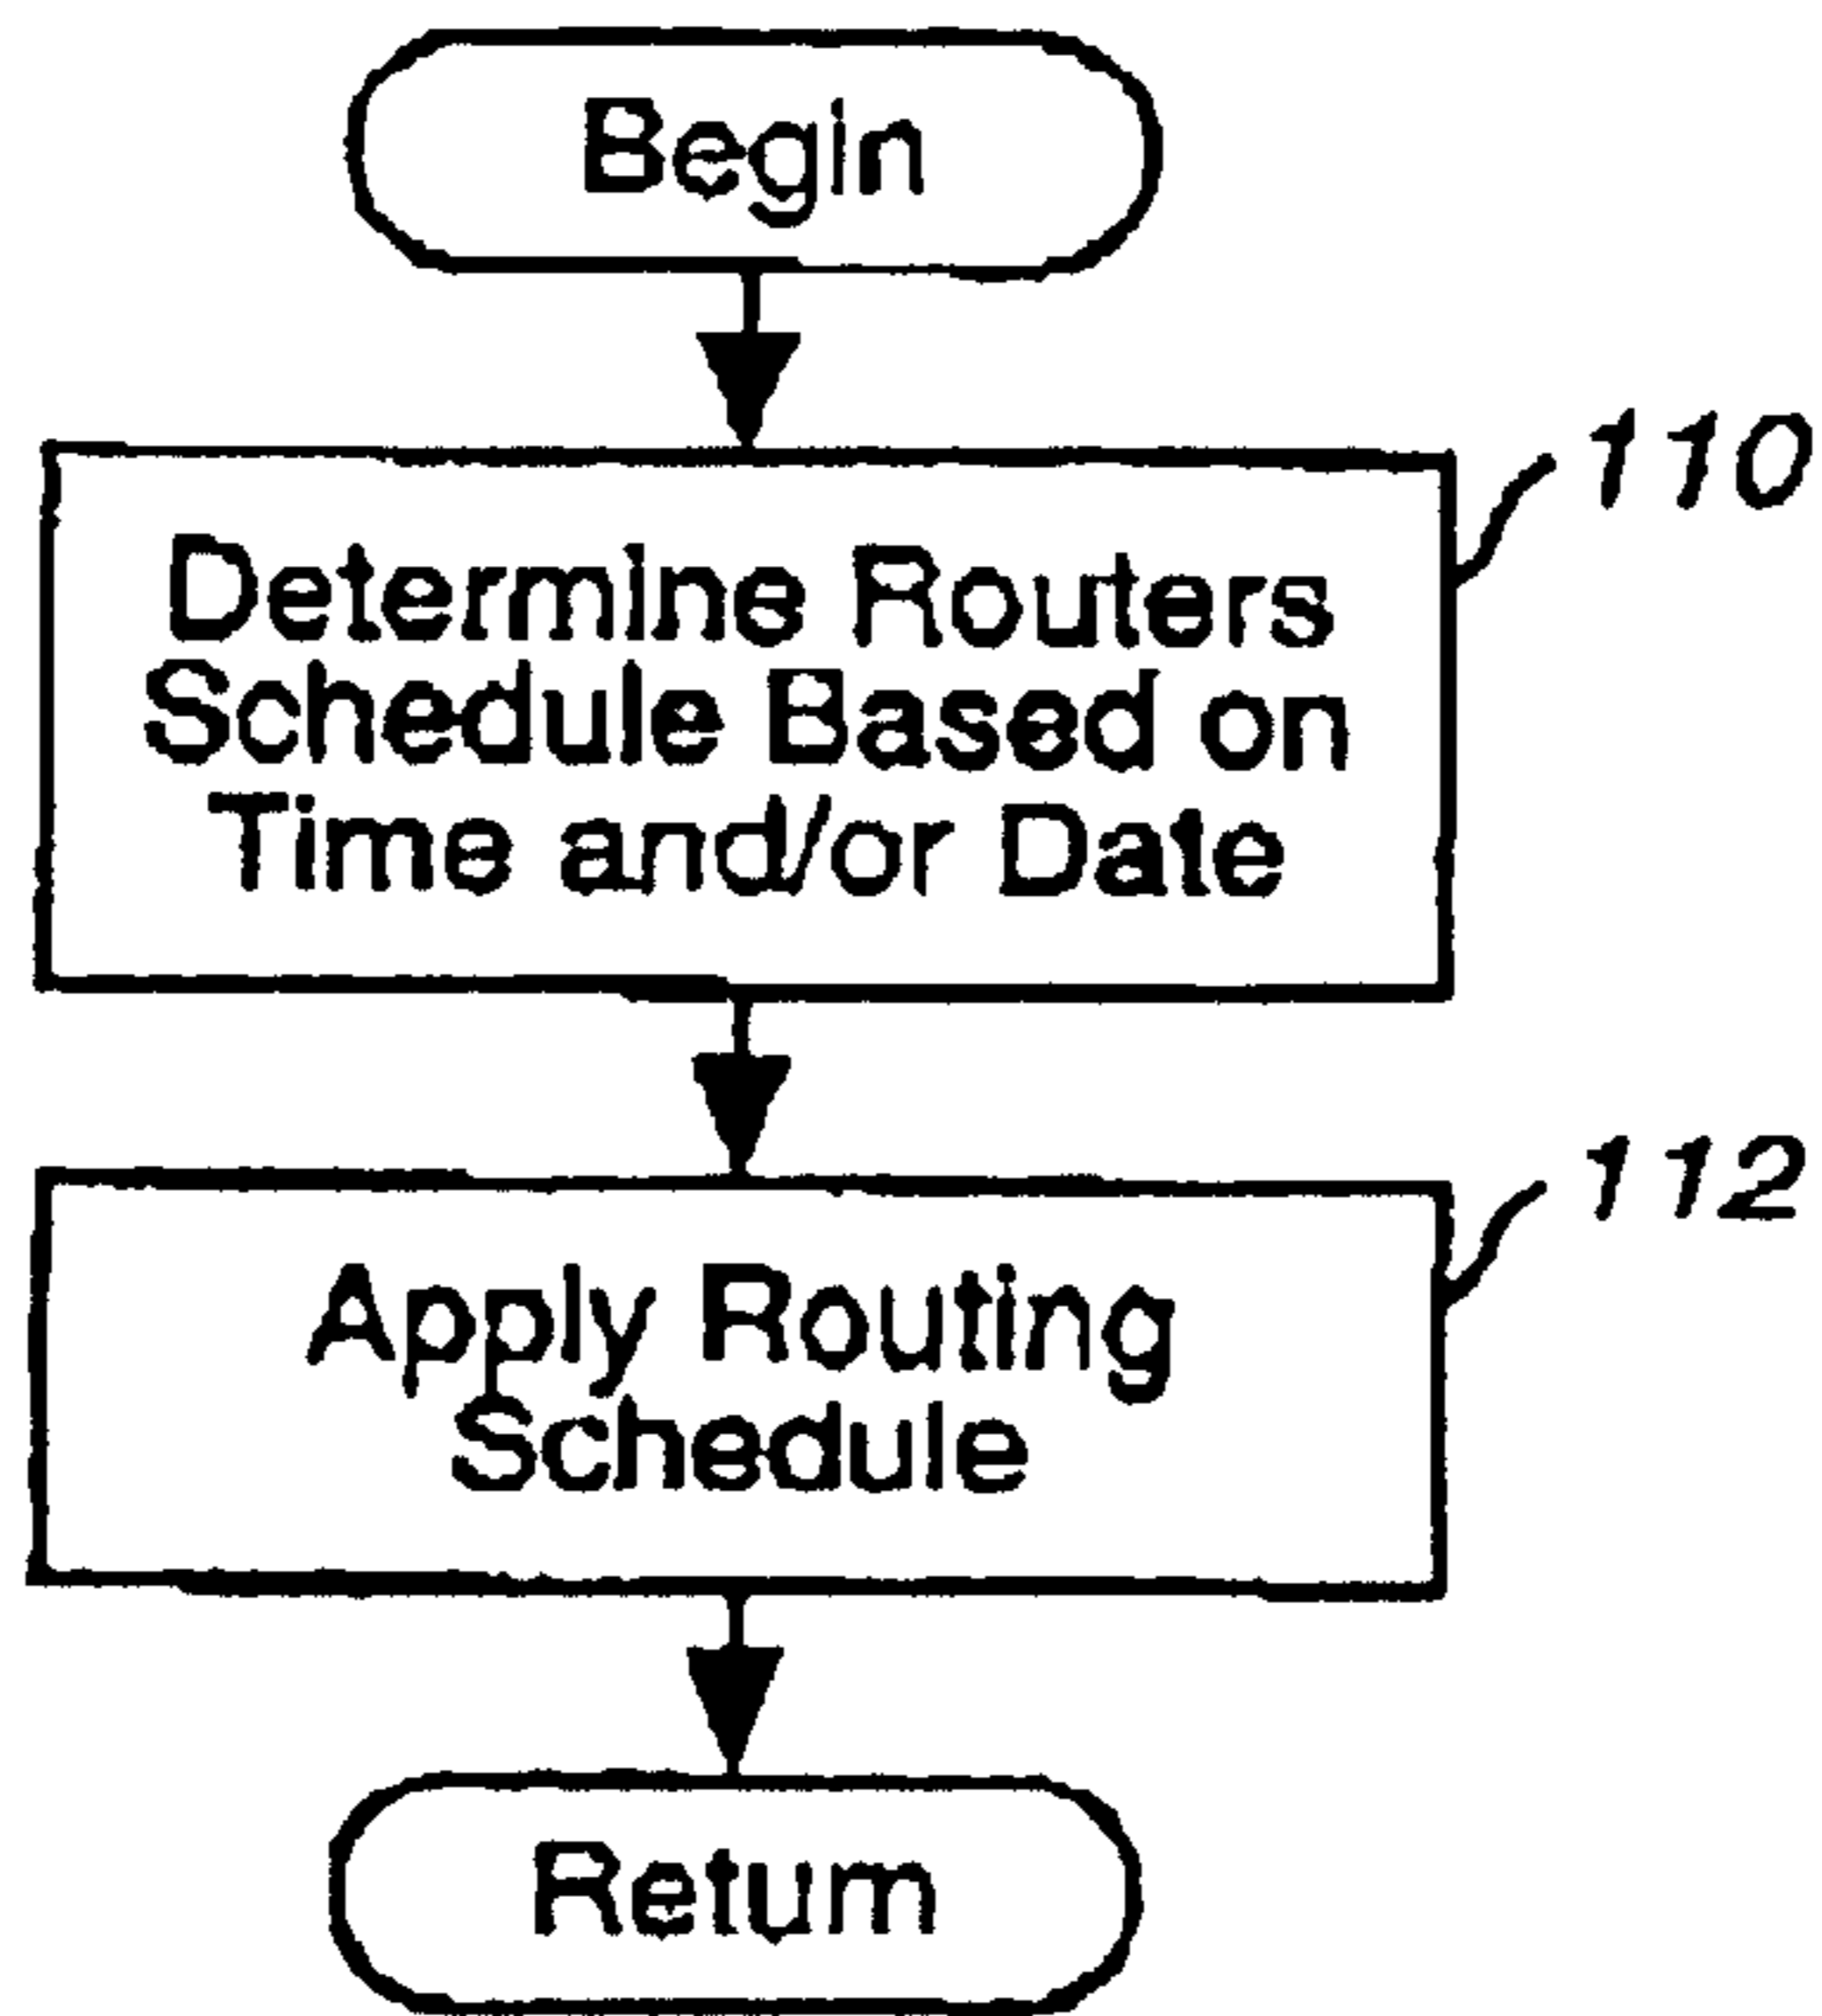 Begin
110
Determine Routers
Schedule Based on
Time and/or Date
112
Apply Routing
Schedule
Return